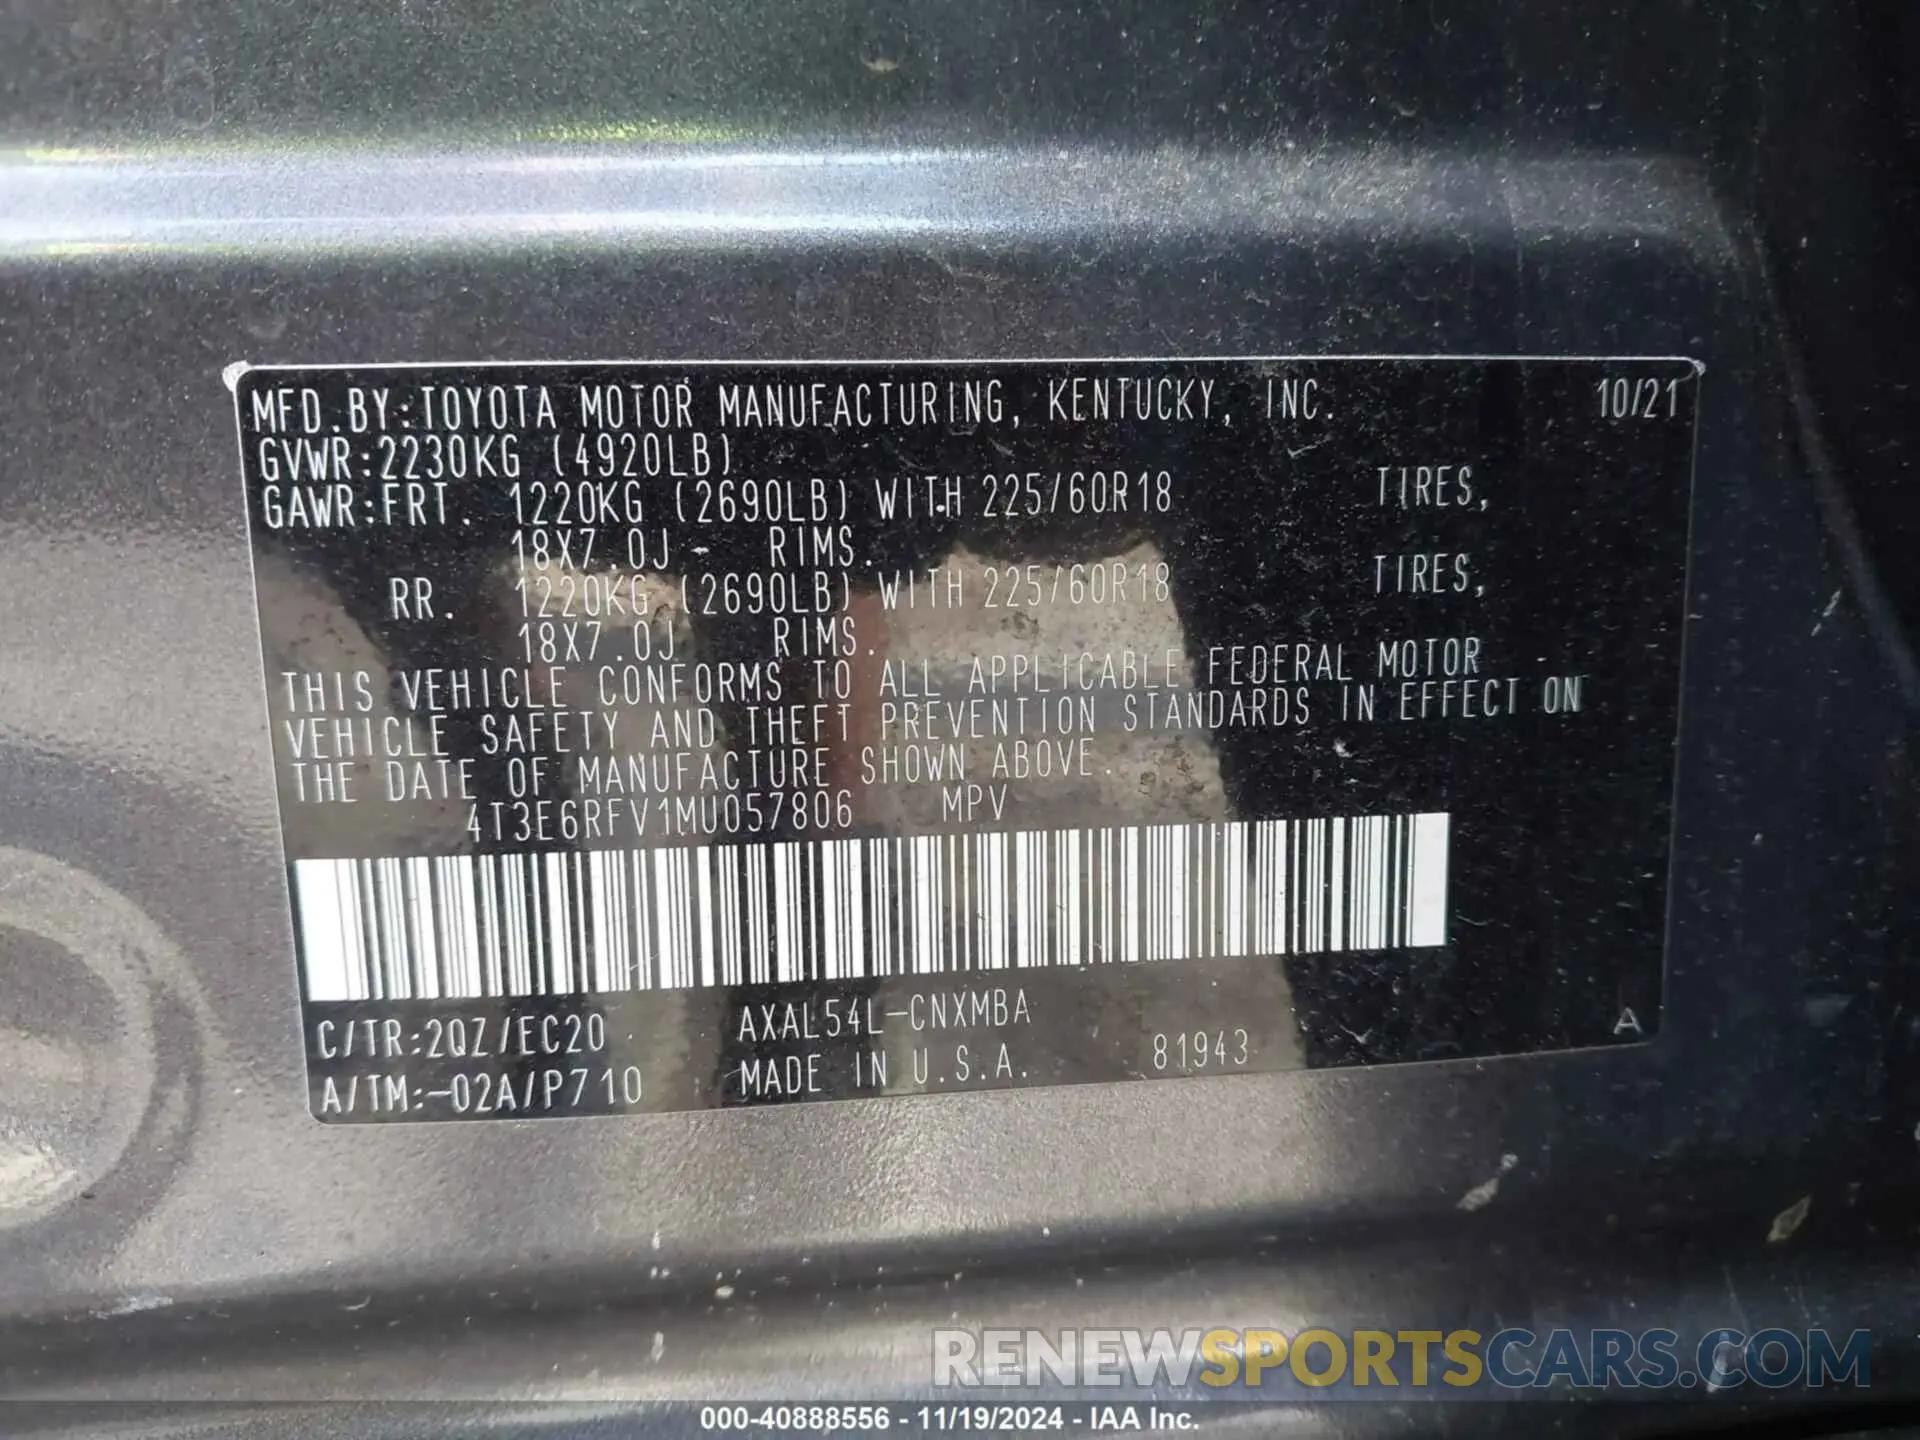 MFD.BY:TOYOTA MOTOR MANUFACTURING, KENTUCKY, INC. 10/21
GVWR:2230KG (4920LB)
GAWR:FRT. 1220KG (2690LB) WITH 225/60R18 TIRES,
18X7.0J RIMS.
RR. 1220KG (2690LB) WITH 225/60R18 TIRES,
18X7.0J RIMS.
THIS VEHICLE CONFORMS TO ALL APPLICABLE FEDERAL MOTOR
VEHICLE SAFETY AND THEFT PREVENTION STANDARDS IN EFFECT ON
THE DATE OF MANUFACTURE SHOWN ABOVE.
4T3E6RFV1MU057806 MPV
C/TR:2QZ/EC20 AXAL54L-CNXMBA A
A/TM:-02A/P710 MADE IN U.S.A. 81943
RENEWSPORTSCARS.COM
000-40888556 - 11/19/2024 - IAA Inc.